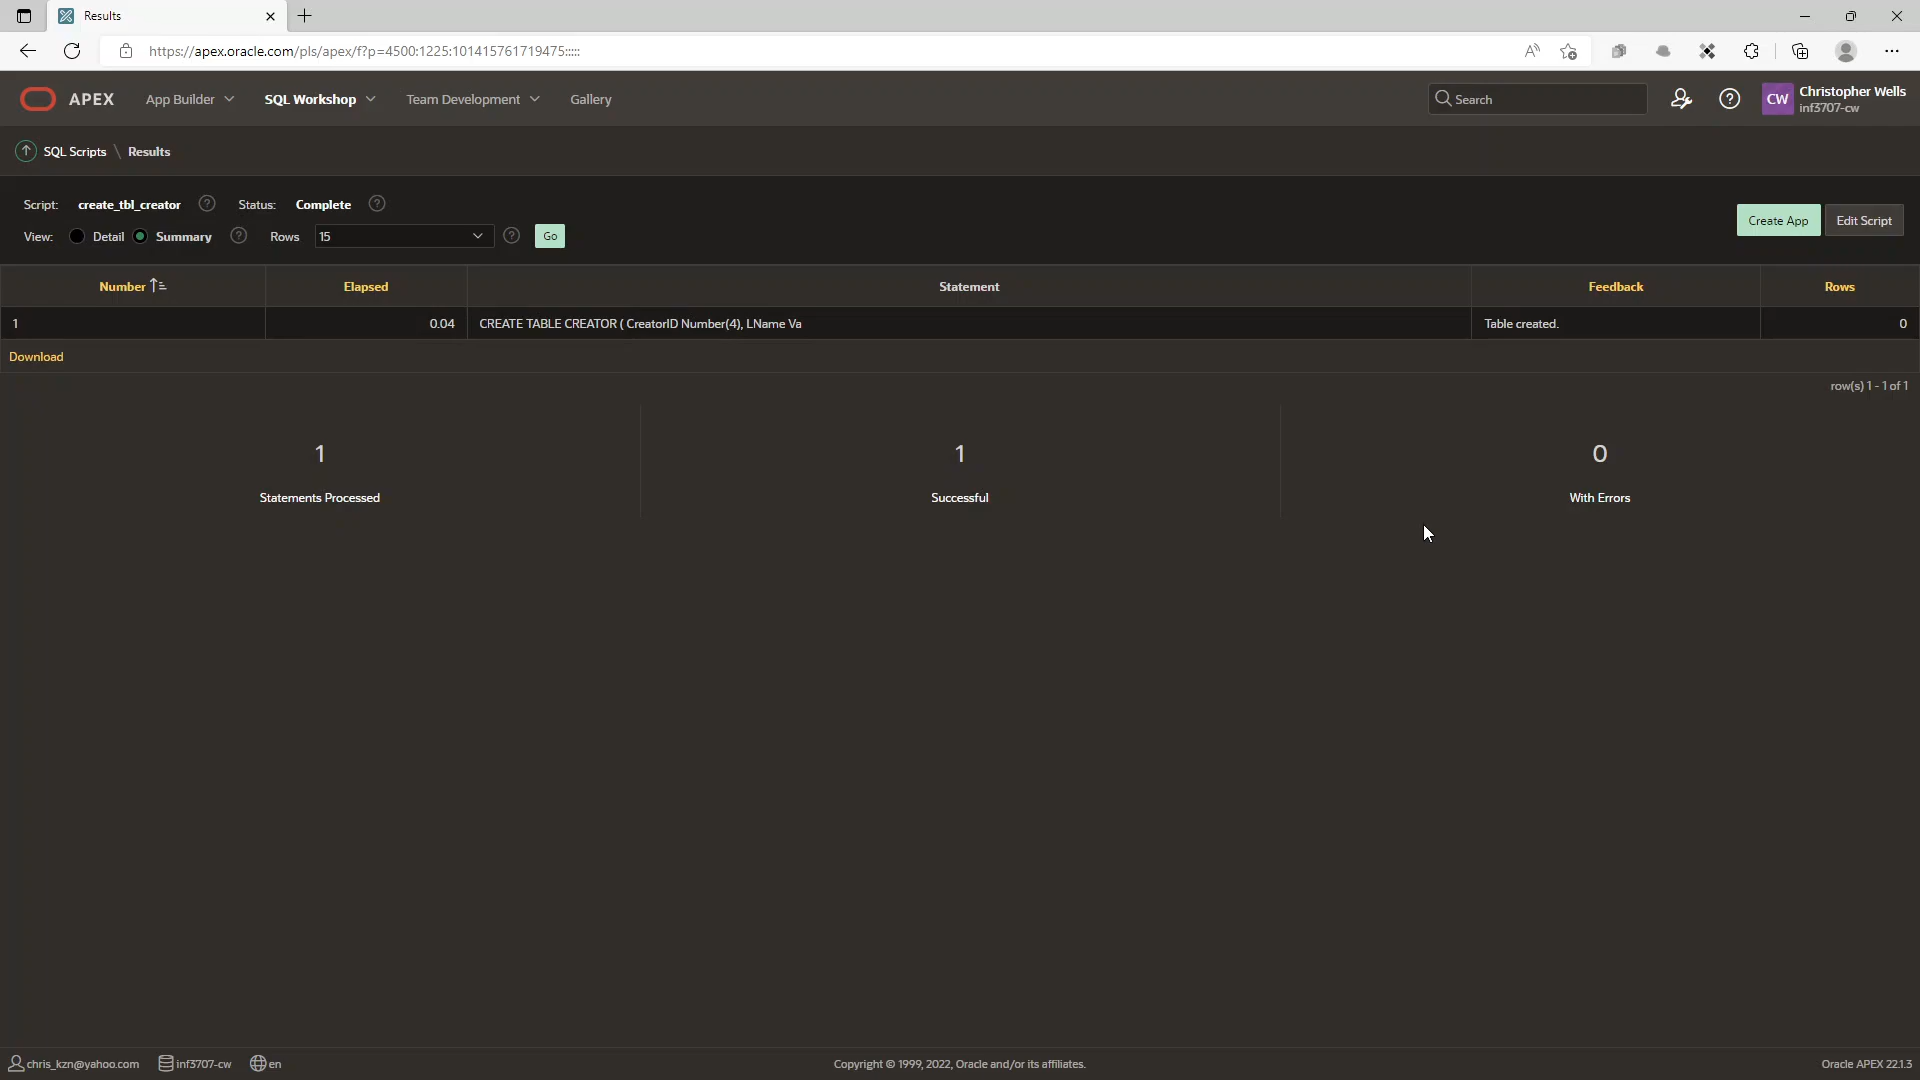 Results
https://apex.oracle.com/pls/apex/f?p=4500:1225:101415761719475:::::
APEX App Builder SQL Workshop Team Development Gallery Search CW Christopher Wells
inf3707-cw
SQL Scripts \ Results
Script: create_tbl_creator Status: Complete
View: Detail Summary Rows 15 Go Create App Edit Script
Number Elapsed Statement Feedback Rows
1 0.04 CREATE TABLE CREATOR ( CreatorID Number(4), LName Va Table created. 0
Download
row(s) 1 - 1 of 1
1 1 0
Statements Processed Successful With Errors
chris_kzn@yahoo.com inf3707-cw en Copyright © 1999, 2022, Oracle and/or its affiliates. Oracle APEX 22.1.3